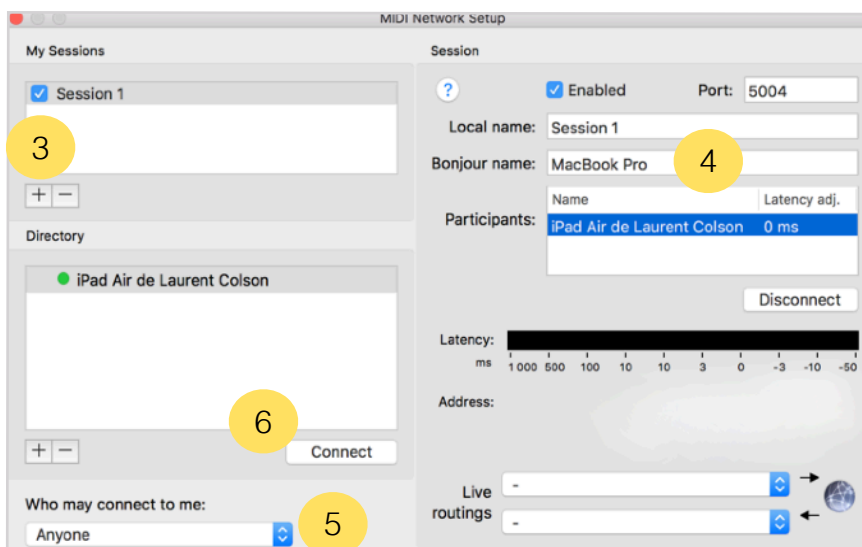 MIDI Network Setup
My Sessions
Session 1
3
+ −
Directory
iPad Air de Laurent Colson
6
+ −
Connect
Who may connect to me:
5
Anyone
Session
?
Enabled
Port: 5004
Local name: Session 1
Bonjour name: MacBook Pro
4
Participants:
Name Latency adj.
iPad Air de Laurent Colson 0 ms
Disconnect
Latency:
ms 1 000 500 100 10 10 3 0 -3 -10 -50
Address:
Live routings
-
-